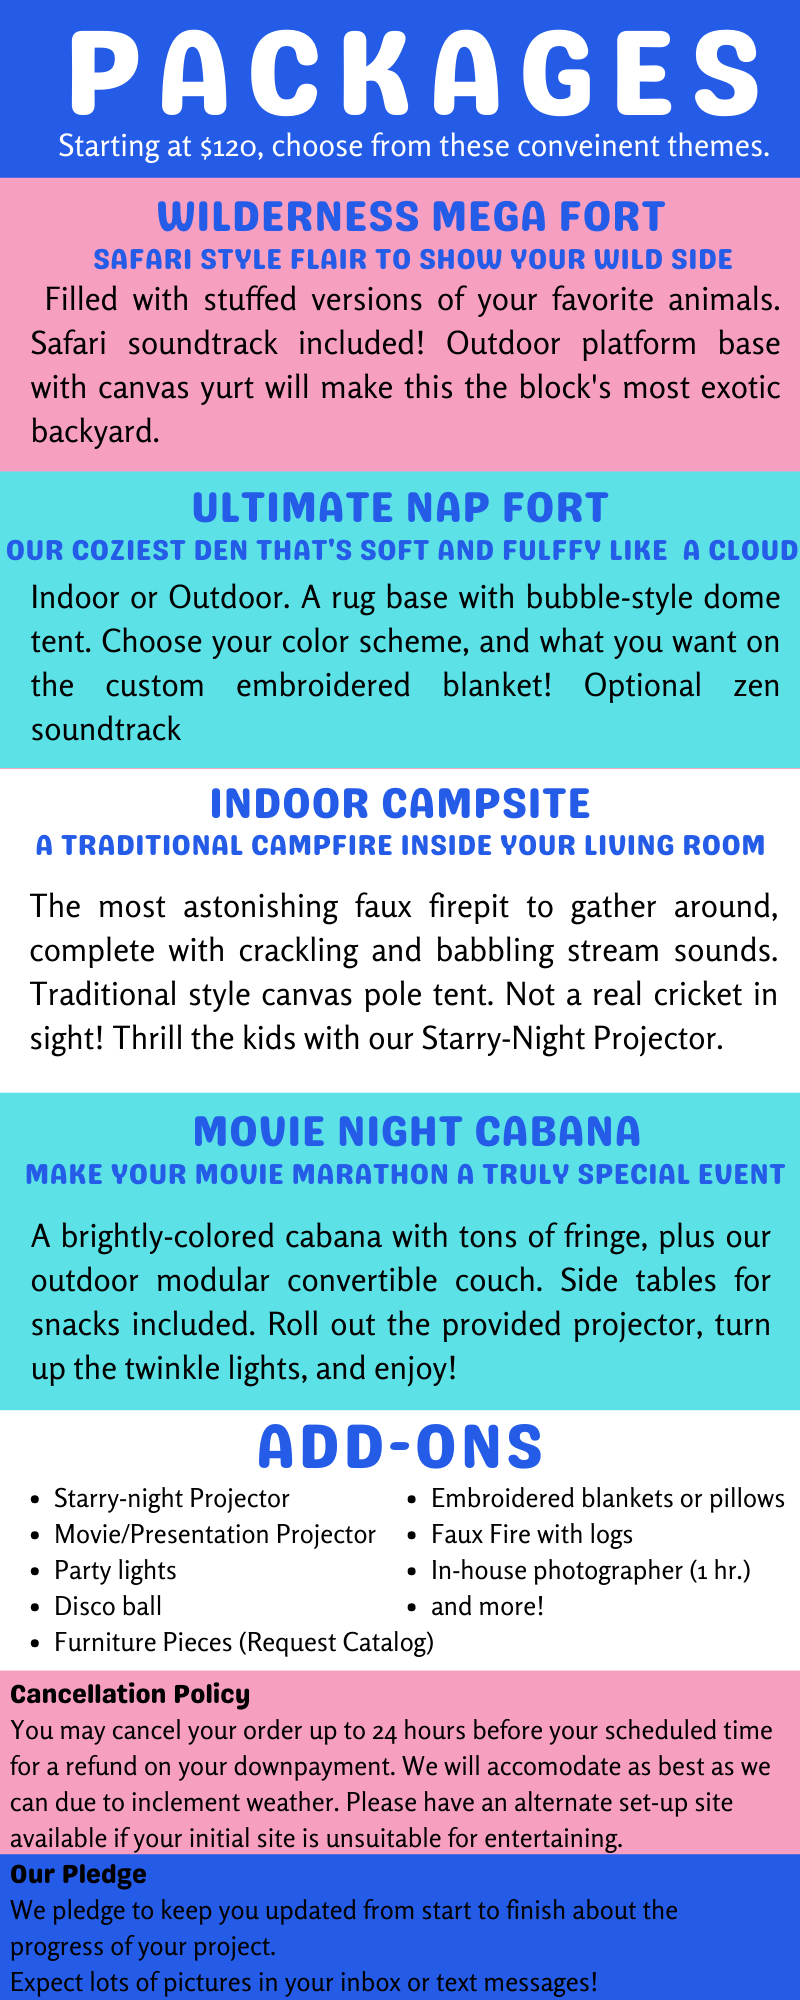 PACKAGES
Starting at $120, choose from these conveinent themes.
WILDERNESS MEGA FORT
SAFARI STYLE FLAIR TO SHOW YOUR WILD SIDE
Filled with stuffed versions of your favorite animals.
Safari soundtrack included! Outdoor platform base
with canvas yurt will make this the block's most exotic
backyard.
ULTIMATE NAP FORT
OUR COZIEST DEN THAT'S SOFT AND FULFFY LIKE A CLOUD
Indoor or Outdoor. A rug base with bubble-style dome
tent. Choose your color scheme, and what you want on
the custom embroidered blanket! Optional zen
soundtrack
INDOOR CAMPSITE
A TRADITIONAL CAMPFIRE INSIDE YOUR LIVING ROOM
The most astonishing faux firepit to gather around,
complete with crackling and babbling stream sounds.
Traditional style canvas pole tent. Not a real cricket in
sight! Thrill the kids with our Starry-Night Projector.
MOVIE NIGHT CABANA
MAKE YOUR MOVIE MARATHON A TRULY SPECIAL EVENT
A brightly-colored cabana with tons of fringe, plus our
outdoor modular convertible couch. Side tables for
snacks included. Roll out the provided projector, turn
up the twinkle lights, and enjoy!
ADD-ONS
• Starry-night Projector
• Movie/Presentation Projector
• Party lights
• Disco ball
• Furniture Pieces (Request Catalog)
• Embroidered blankets or pillows
• Faux Fire with logs
• In-house photographer (1 hr.)
• and more!
Cancellation Policy
You may cancel your order up to 24 hours before your scheduled time
for a refund on your downpayment. We will accomodate as best as we
can due to inclement weather. Please have an alternate set-up site
available if your initial site is unsuitable for entertaining.
Our Pledge
We pledge to keep you updated from start to finish about the
progress of your project.
Expect lots of pictures in your inbox or text messages!